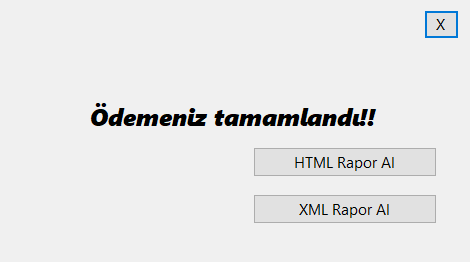 X
Ödemeniz tamamlandı!!
HTML Rapor Al
XML Rapor Al